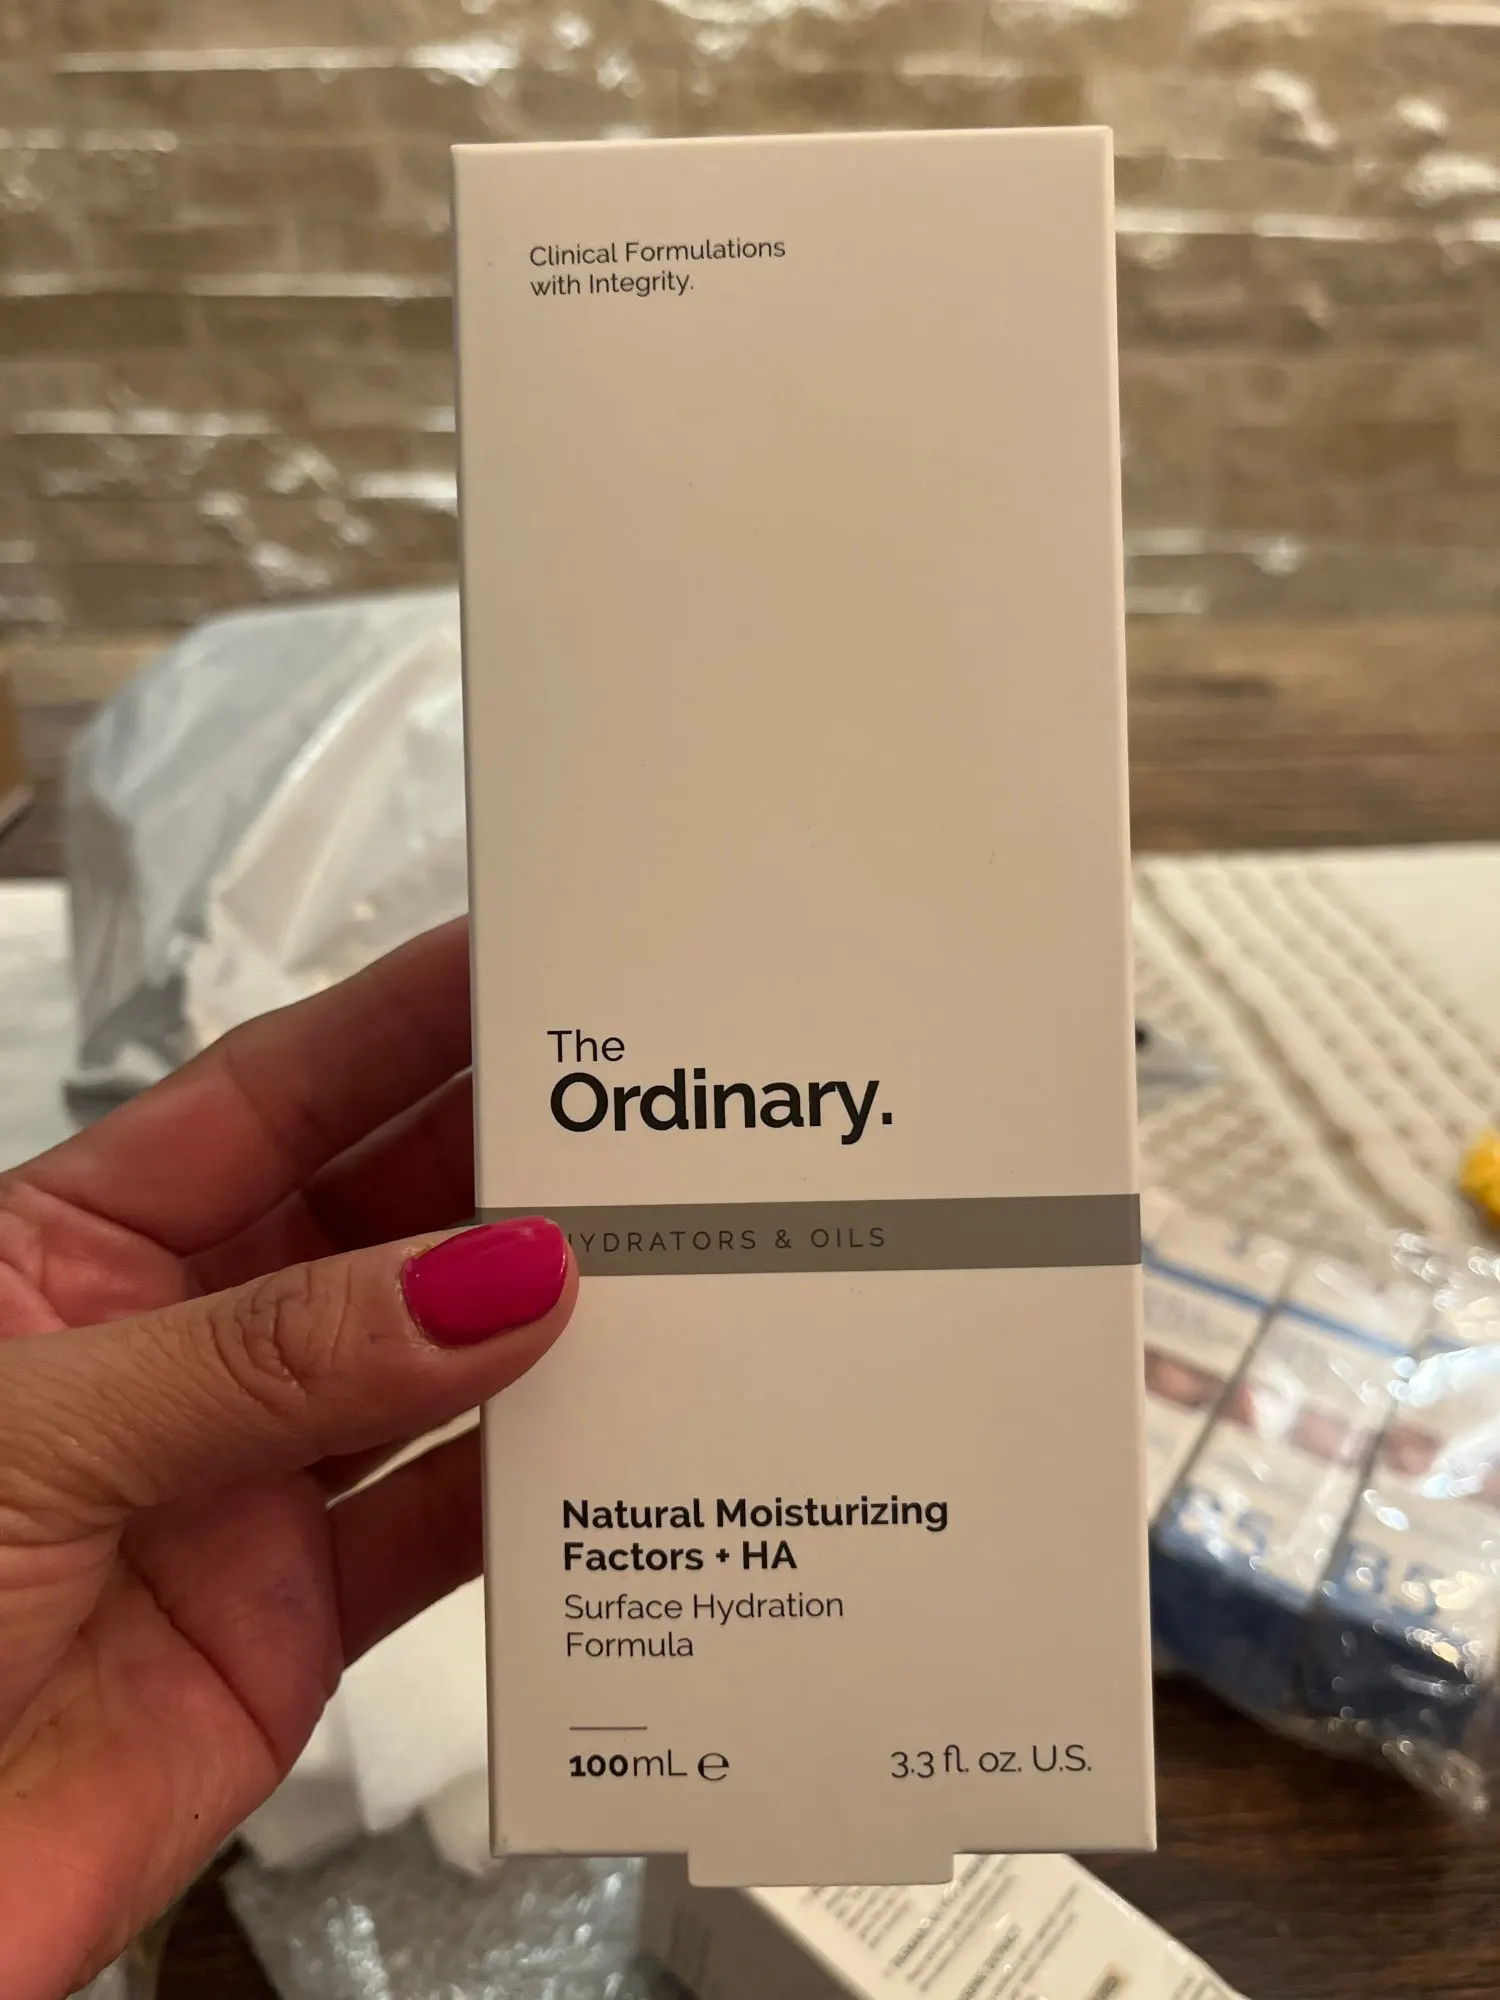 Clinical Formulations
with Integrity.
The
Ordinary.
HYDRATORS & OILS
Natural Moisturizing
Factors + HA
Surface Hydration
Formula
100mL ℮
3.3 fl. oz. U.S.